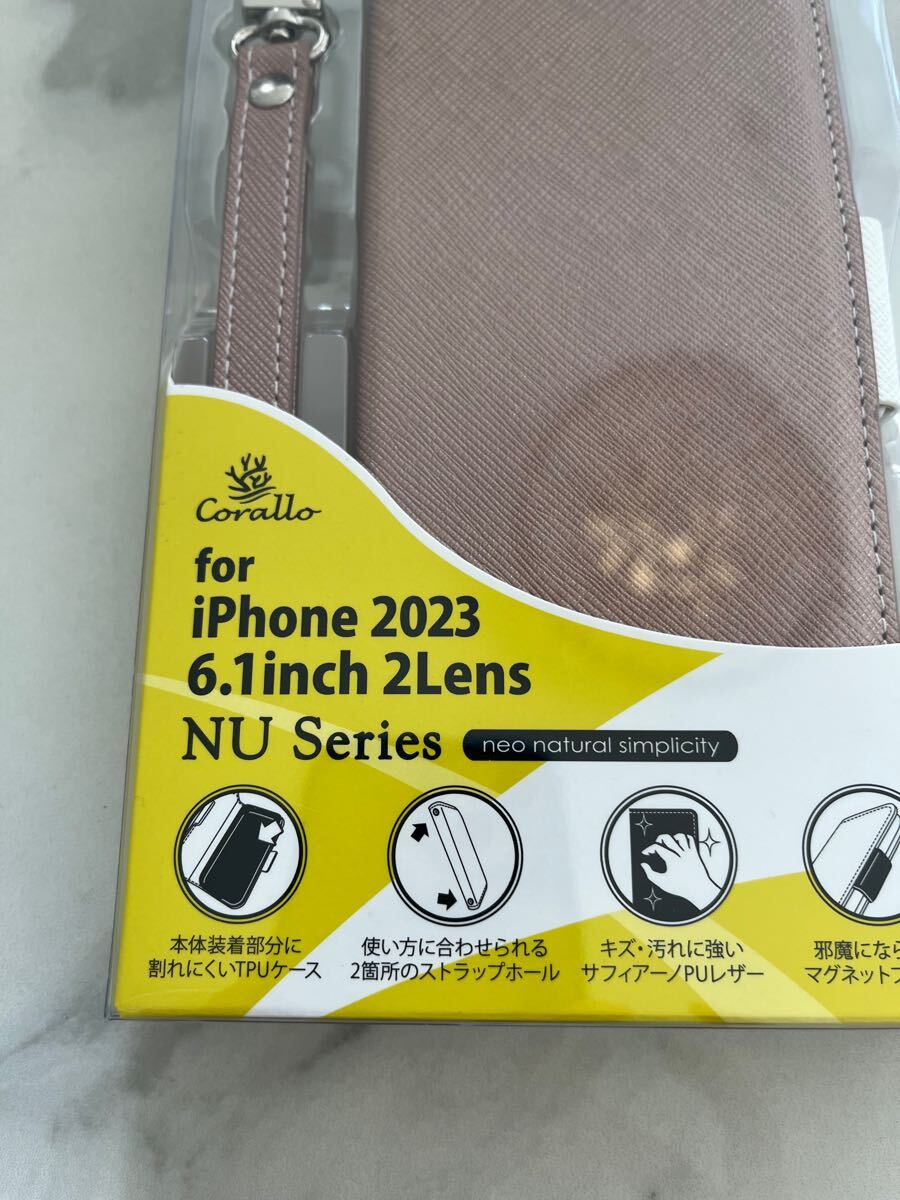 Corallo
for
iPhone 2023
6.1inch 2Lens
NU Series
neo natural simplicity
本体装着部分に
割れにくいTPUケース
使い方に合わせられる
2箇所のストラップホール
キズ・汚れに強い
サフィアーノPUレザー
邪魔になら
マグネット